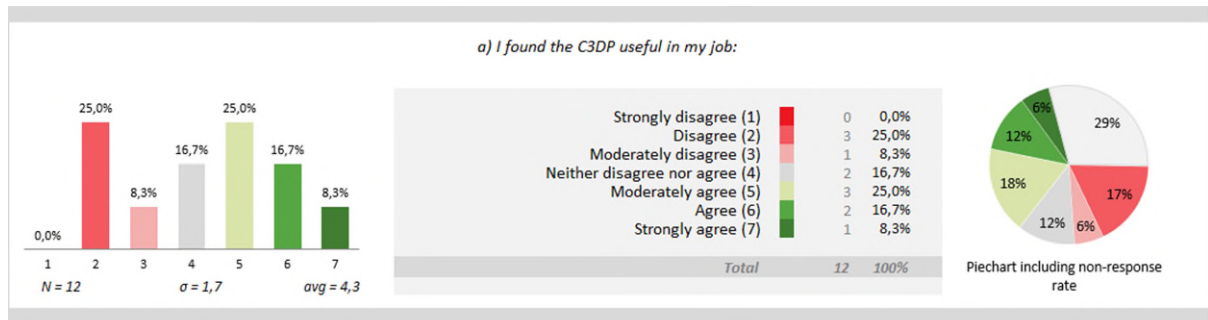 a) I found the C3DP useful in my job:
25,0%
8,3%
16,7%
25,0%
16,7%
8,3%
0,0%
1 2 3 4 5 6 7
N = 12 σ = 1,7 avg = 4,3
Strongly disagree (1) 0 0,0%
Disagree (2) 3 25,0%
Moderately disagree (3) 1 8,3%
Neither disagree nor agree (4) 2 16,7%
Moderately agree (5) 3 25,0%
Agree (6) 2 16,7%
Strongly agree (7) 1 8,3%
Total 12 100%
6%
29%
12%
18%
17%
12%
6%
Piechart including non-response
rate